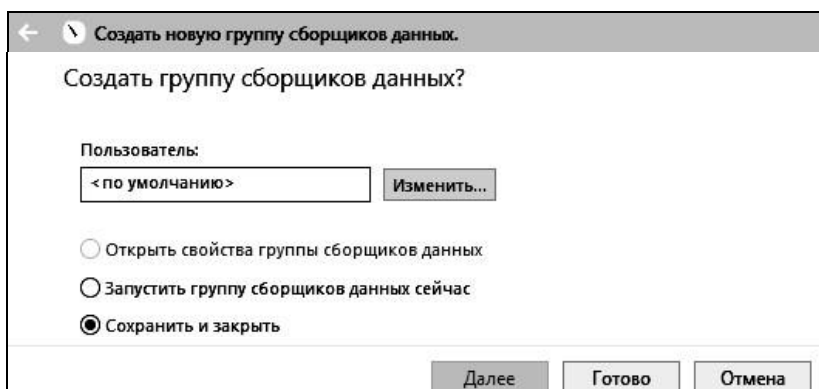 Создать новую группу сборщиков данных.
Создать группу сборщиков данных?
Пользователь:
<по умолчанию>
Изменить...
Открыть свойства группы сборщиков данных
Запустить группу сборщиков данных сейчас
Сохранить и закрыть
Далее
Готово
Отмена